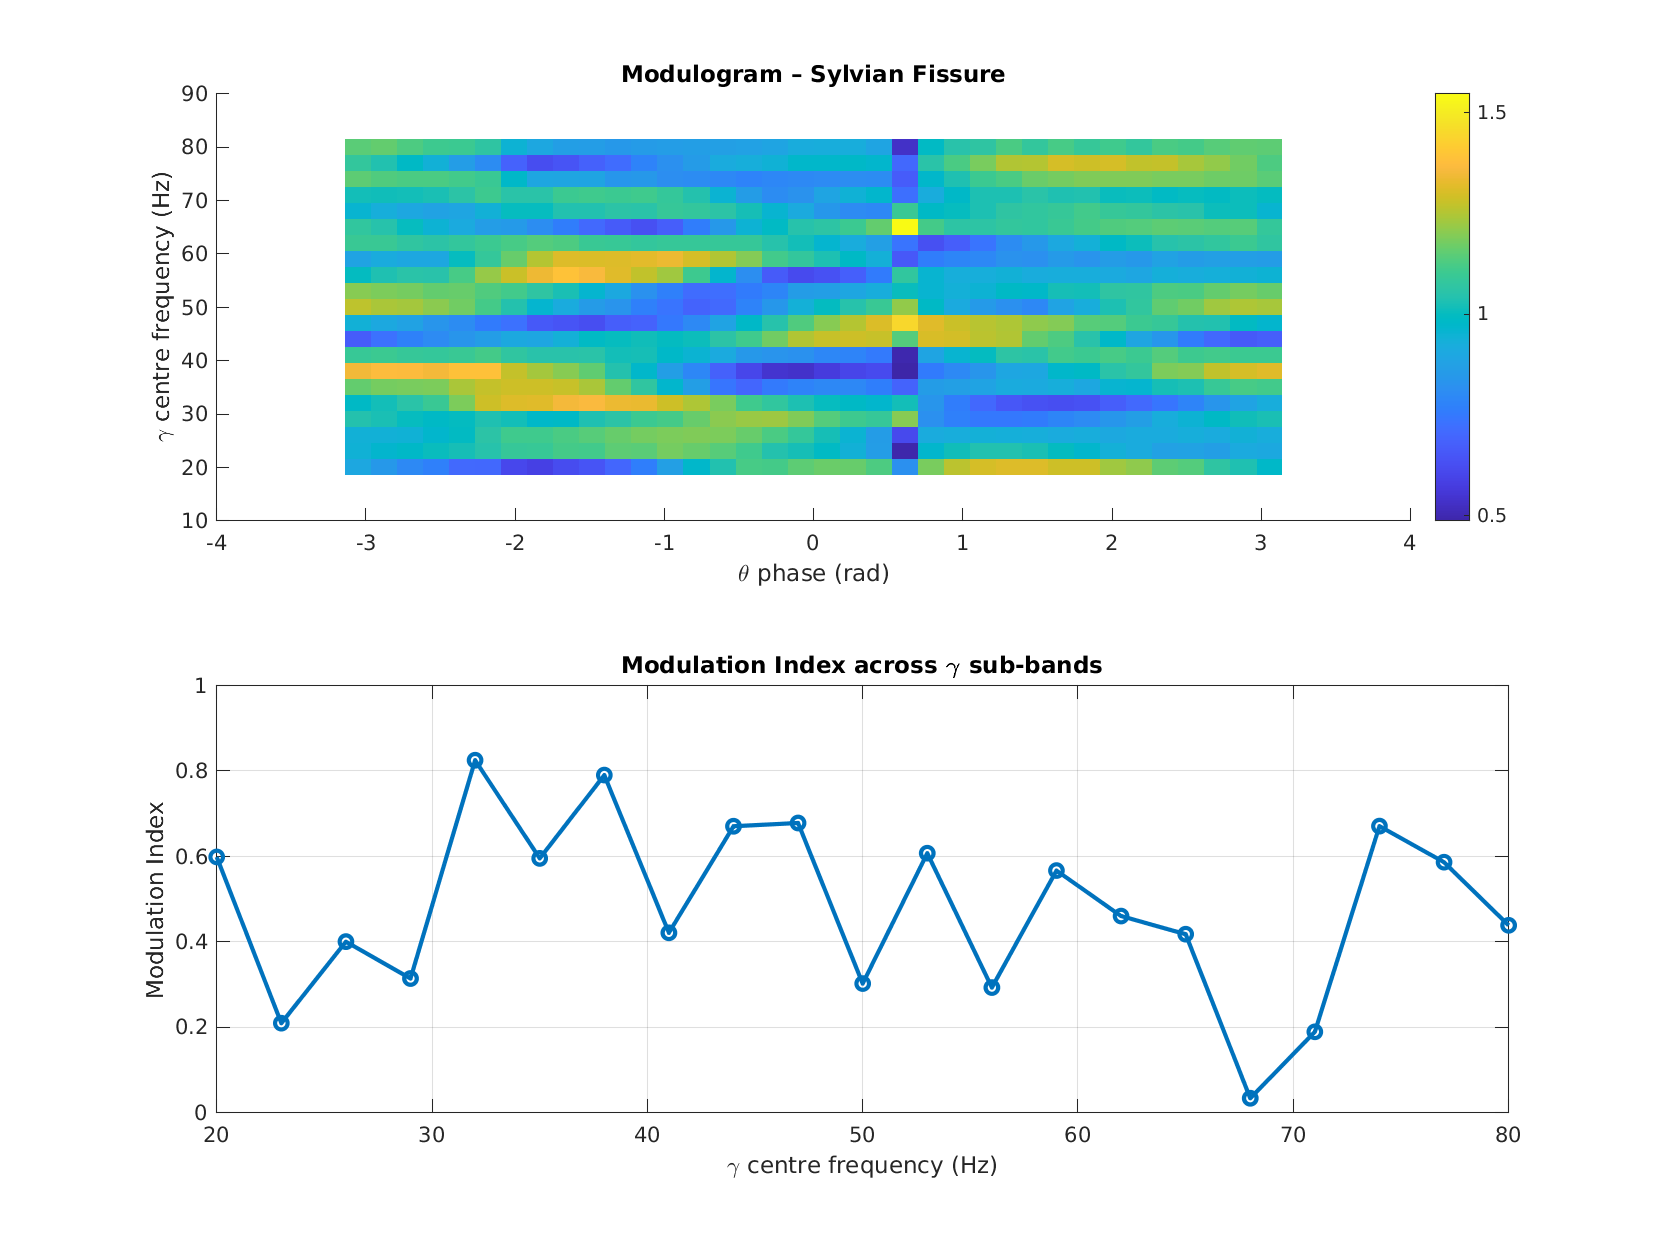 Modulogram – Sylvian Fissure
90
80
70
60
50
40
30
20
10
γ centre frequency (Hz)
-4 -3 -2 -1 0 1 2 3 4
θ phase (rad)
1.5
1
0.5
Modulation Index across γ sub-bands
1
0.8
0.6
0.4
0.2
0
Modulation Index
20 30 40 50 60 70 80
γ centre frequency (Hz)